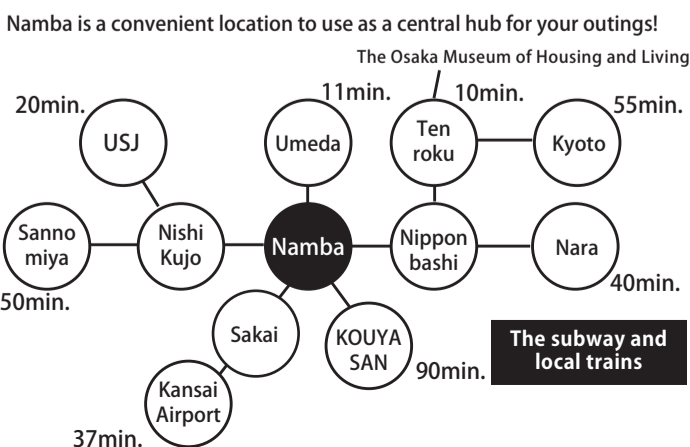 Namba is a convenient location to use as a central hub for your outings!
The Osaka Museum of Housing and Living
20min.
11min.
10min.
55min.
USJ
Umeda
Ten
roku
Kyoto
Sanno
miya
Nishi
Kujo
Namba
Nippon
bashi
Nara
50min.
40min.
Sakai
KOUYA
SAN
90min.
The subway and
local trains
Kansai
Airport
37min.